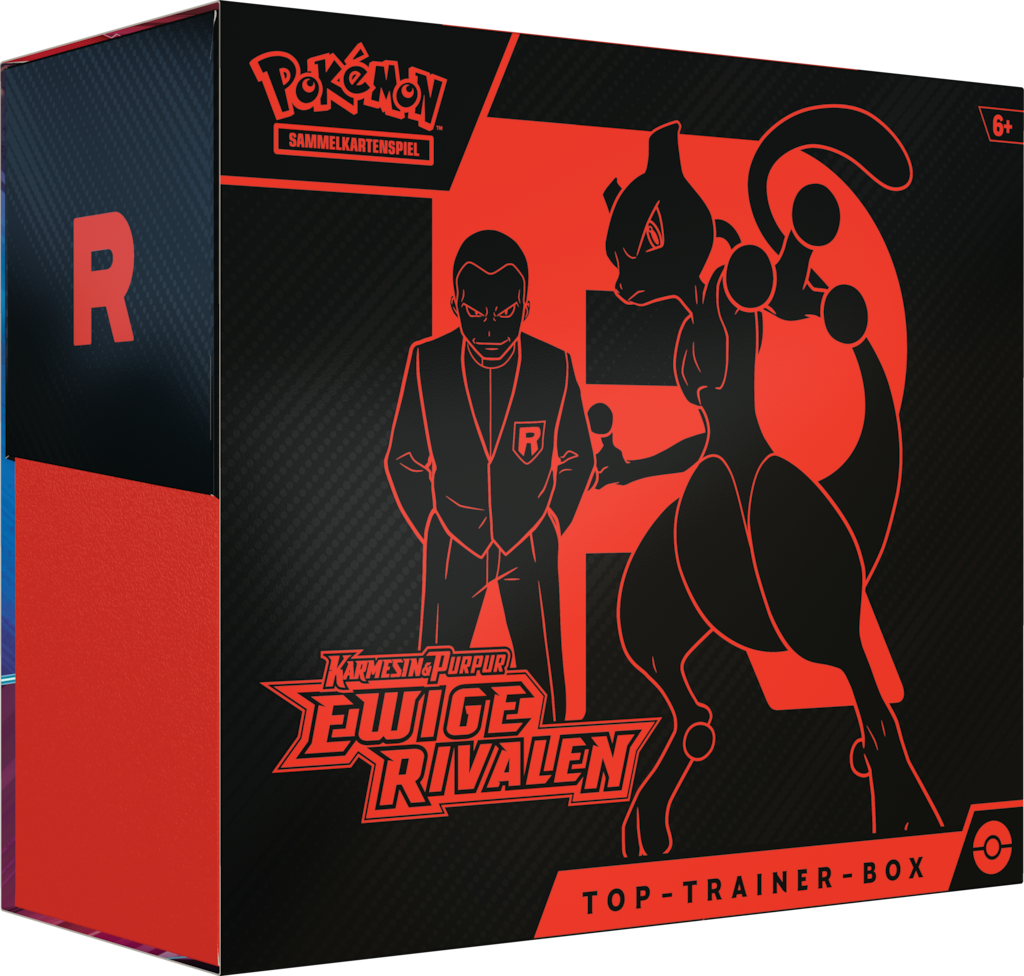 POKéMON
SAMMELKARTENSPIEL
6+
R
R
KARMESIN & PURPUR
EWIGE
RIVALEN
TOP-TRAINER-BOX